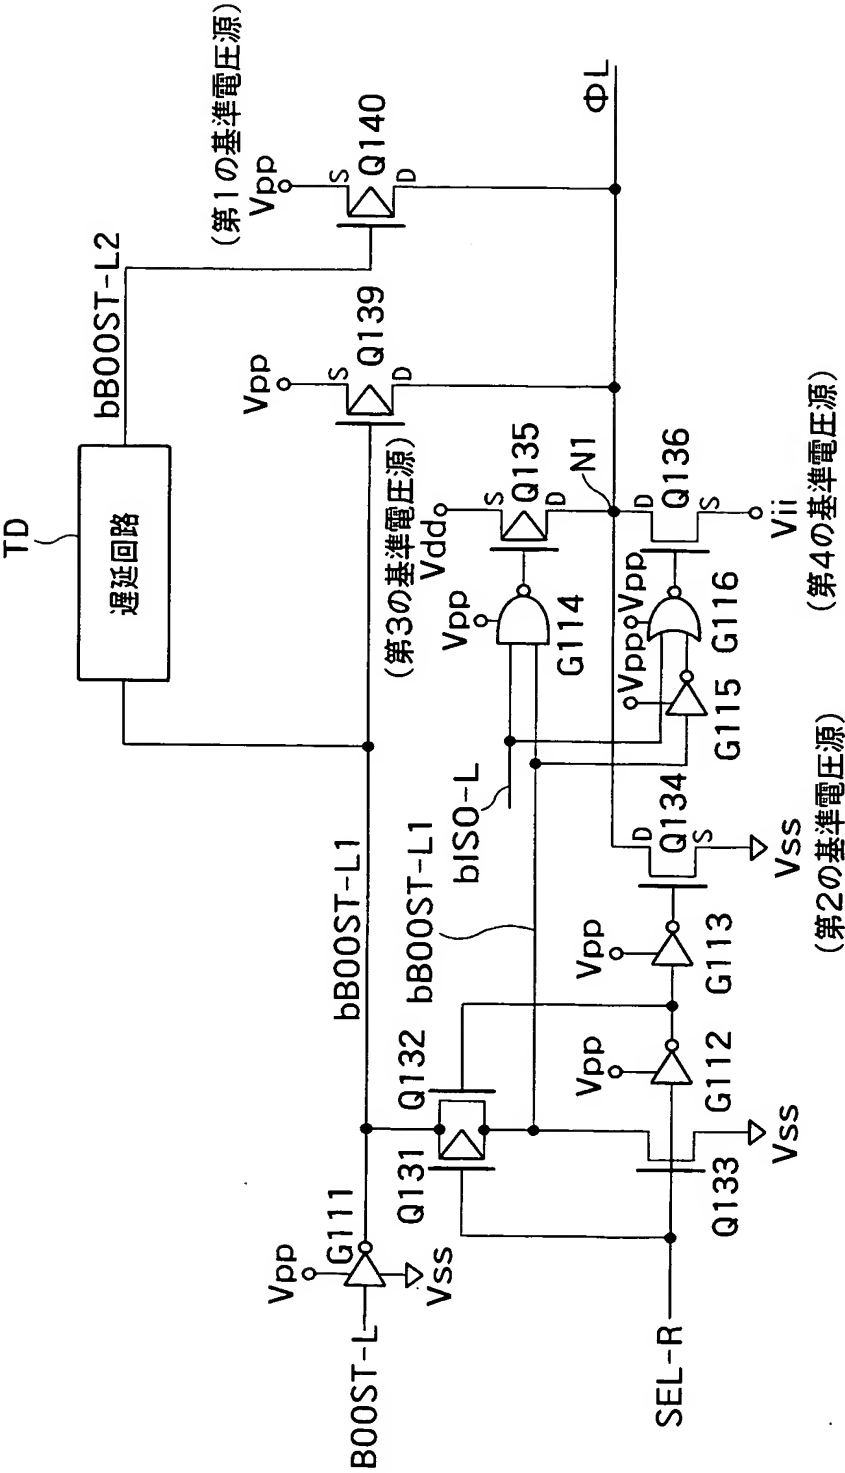 TD
遅延回路
bBOOST-L2
(第1の基準電圧源)
Vpp
S
Q140
D
Vpp
S
Q139
D
ΦL
bBOOST-L1
BOOST-L
Vpp
G111
Vss
Q131
Q132
bBOOST-L1
bISO-L
(第3の基準電圧源)
Vdd
S
Q135
D
Vpp
G114
N1
Vpp
G115
Vpp
G116
D
Q136
S
Vii
(第4の基準電圧源)
SEL-R
Q133
Vss
Vpp
G112
Vpp
G113
D
Q134
S
Vss
(第2の基準電圧源)